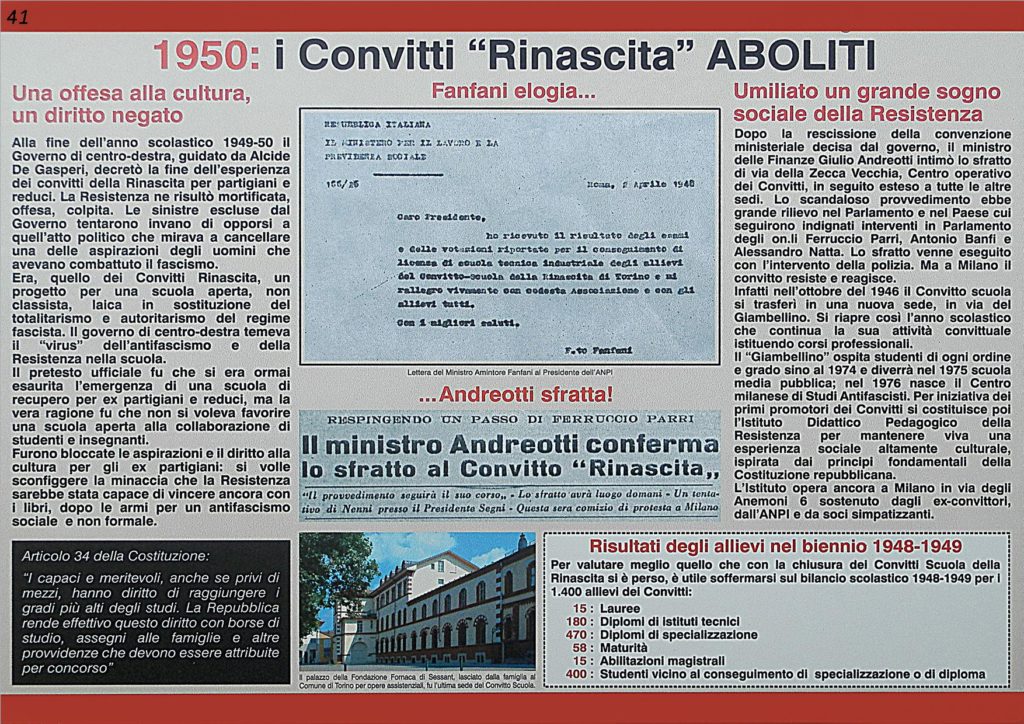 41
1950: i Convitti “Rinascita” ABOLITI
Una offesa alla cultura,
un diritto negato
Alla fine dell'anno scolastico 1949-50 il
Governo di centro-destra, guidato da Alcide
De Gasperi, decretò la fine dell'esperienza
dei convitti della Rinascita per partigiani e
reduci. La Resistenza ne risultò mortificata,
offesa, colpita. Le sinistre escluse dal
Governo tentarono invano di opporsi a
quell'atto politico che mirava a cancellare
una delle aspirazioni degli uomini che
avevano combattuto il fascismo.
Era, quello dei Convitti Rinascita, un
progetto per una scuola aperta, non
classista, laica in sostituzione del
totalitarismo e autoritarismo del regime
fascista. Il governo di centro-destra temeva
il “virus” dell'antifascismo e della
Resistenza nella scuola.
Il pretesto ufficiale fu che si era ormai
esaurita l'emergenza di una scuola di
recupero per ex partigiani e reduci, ma la
vera ragione fu che non si voleva favorire
una scuola aperta alla collaborazione di
studenti e insegnanti.
Furono bloccate le aspirazioni e il diritto alla
cultura per gli ex partigiani: si volle
sconfiggere la minaccia che la Resistenza
sarebbe stata capace di vincere ancora con
i libri, dopo le armi per un antifascismo
sociale e non formale.
Articolo 34 della Costituzione:
“I capaci e meritevoli, anche se privi di
mezzi, hanno diritto di raggiungere i
gradi più alti degli studi. La Repubblica
rende effettivo questo diritto con borse di
studio, assegni alle famiglie e altre
provvidenze che devono essere attribuite
per concorso”
Fanfani elogia...
REPUBBLICA ITALIANA
IL MINISTERO PER IL LAVORO E LA
PREVIDENZA SOCIALE
166/26
Roma, 2 Aprile 1948
Caro Presidente,
ho ricevuto il risultato degli esami
e delle votazioni riportate per il conseguimento di
licenza di scuola tecnica industriale degli allievi
del Convitto-Scuola della Rinascita di Torino e mi
rallegro vivamente con codesta Associazione e con gli
allievi tutti.
Con i migliori saluti.
F.to Fanfani
Lettera del Ministro Amintore Fanfani al Presidente dell'ANPI
...Andreotti sfratta!
RESPINGENDO UN PASSO DI FERRUCCIO PARRI
Il ministro Andreotti conferma
lo sfratto al Convitto “Rinascita„
“Il provvedimento seguirà il suo corso„ - Lo sfratto avrà luogo domani - Un tenta-
tivo di Nenni presso il Presidente Segni - Questa sera comizio di protesta a Milano
Il palazzo della Fondazione Fornaca di Sessant, lasciato dalla famiglia al
Comune di Torino per opere assistenziali, fu l'ultima sede del Convitto Scuola.
Umiliato un grande sogno
sociale della Resistenza
Dopo la rescissione della convenzione
ministeriale decisa dal governo, il ministro
delle Finanze Giulio Andreotti intimò lo sfratto
di via della Zecca Vecchia, Centro operativo
dei Convitti, in seguito esteso a tutte le altre
sedi. Lo scandaloso provvedimento ebbe
grande rilievo nel Parlamento e nel Paese cui
seguirono indignati interventi in Parlamento
degli on.li Ferruccio Parri, Antonio Banfi e
Alessandro Natta. Lo sfratto venne eseguito
con l'intervento della polizia. Ma a Milano il
convitto resiste e reagisce.
Infatti nell'ottobre del 1946 il Convitto scuola
si trasferì in una nuova sede, in via del
Giambellino. Si riapre così l'anno scolastico
che continua la sua attività convittuale
istituendo corsi professionali.
Il “Giambellino” ospita studenti di ogni ordine
e grado sino al 1974 e diverrà nel 1975 scuola
media pubblica; nel 1976 nasce il Centro
milanese di Studi Antifascisti. Per iniziativa dei
primi promotori dei Convitti si costituisce poi
l'Istituto Didattico Pedagogico della
Resistenza per mantenere viva una
esperienza sociale altamente culturale,
ispirata dai principi fondamentali della
Costituzione repubblicana.
L'Istituto opera ancora a Milano in via degli
Anemoni 6 sostenuto dagli ex-convittori,
dall'ANPI e da soci simpatizzanti.
Risultati degli allievi nel biennio 1948-1949
Per valutare meglio quello che con la chiusura del Convitti Scuola della
Rinascita si è perso, è utile soffermarsi sul bilancio scolastico 1948-1949 per i
1.400 allievi dei Convitti:
15 : Lauree
180 : Diplomi di istituti tecnici
470 : Diplomi di specializzazione
58 : Maturità
15 : Abilitazioni magistrali
400 : Studenti vicino al conseguimento di specializzazione o di diploma